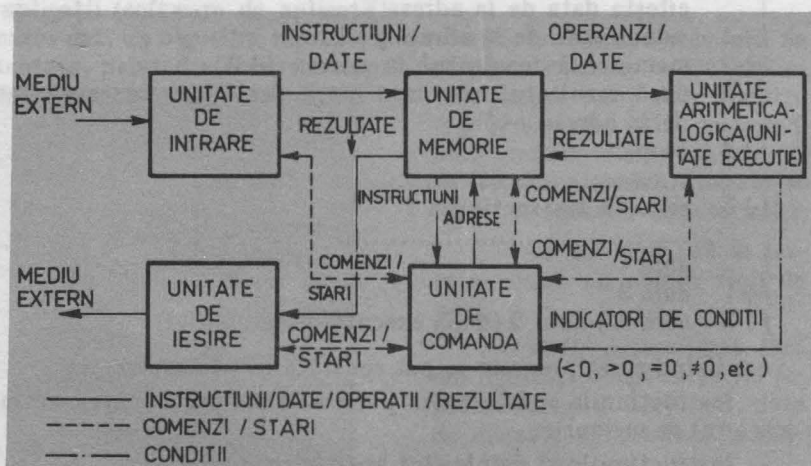 INSTRUCTIUNI/
DATE
OPERANZI/
DATE
MEDIU
EXTERN
UNITATE
DE
INTRARE
REZULTATE
UNITATE
DE
MEMORIE
REZULTATE
UNITATE
ARITMETICA-
LOGICA(UNI-
TATE EXECUTIE)
INSTRUCTIUNI
ADRESE
COMENZI/STARI
COMENZI/STARI
COMENZI/
STARI
MEDIU
EXTERN
UNITATE
DE
IESIRE
COMENZI/
STARI
UNITATE
DE
COMANDA
INDICATORI DE CONDITII
(<0, >0, =0, ≠0, etc)
INSTRUCTIUNI/DATE/OPERATII/REZULTATE
COMENZI / STARI
CONDITII